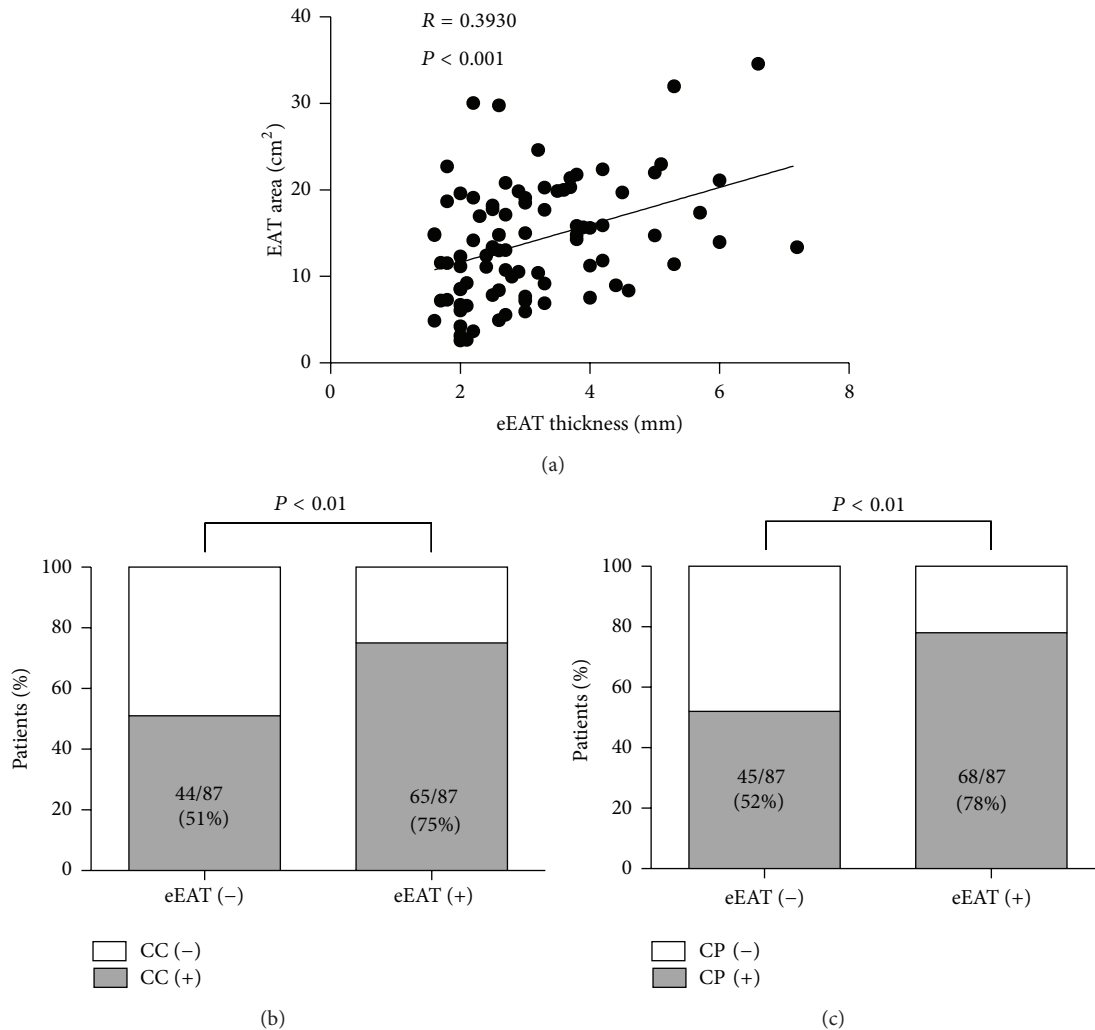 R = 0.3930
P < 0.001
40
30
20
10
0
EAT area (cm²)
0 2 4 6 8
eEAT thickness (mm)
(a)
P < 0.01
100
80
60
40
20
0
Patients (%)
44/87
(51%)
65/87
(75%)
eEAT (−) eEAT (+)
CC (−)
CC (+)
(b)
P < 0.01
100
80
60
40
20
0
Patients (%)
45/87
(52%)
68/87
(78%)
eEAT (−) eEAT (+)
CP (−)
CP (+)
(c)